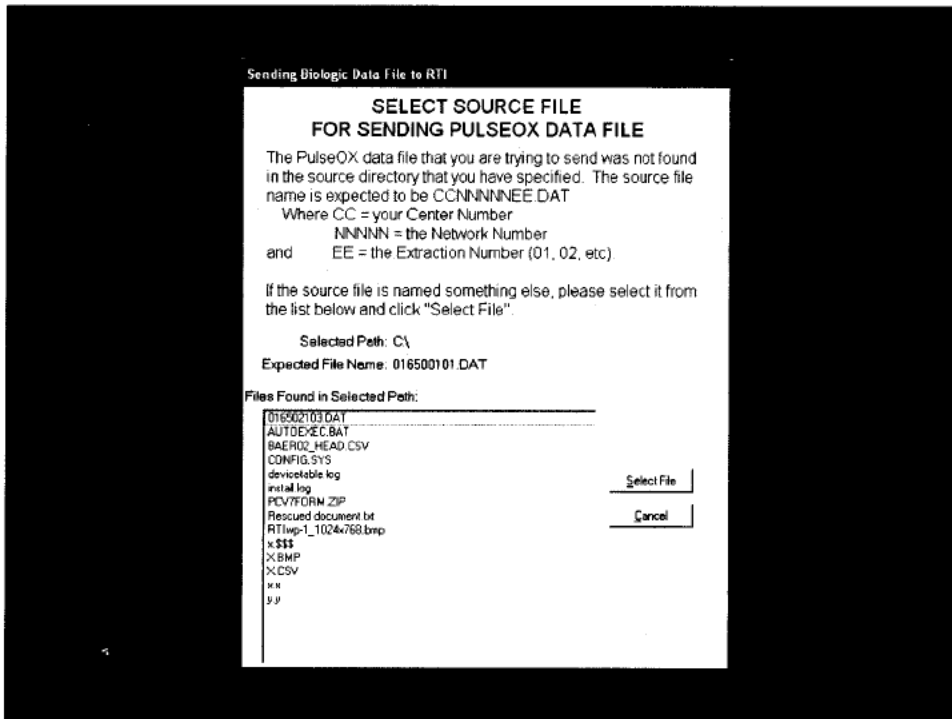 Sending Biologic Data File to RTI
SELECT SOURCE FILE
FOR SENDING PULSEOX DATA FILE
The PulseOX data file that you are trying to send was not found
in the source directory that you have specified. The source file
name is expected to be CCNNNNNEE.DAT
Where CC = your Center Number
NNNNN = the Network Number
and EE = the Extraction Number (01, 02, etc)
If the source file is named something else, please select it from
the list below and click "Select File".
Selected Path: C:\
Expected File Name: 016500101.DAT
Files Found in Selected Path:
016502103.DAT
AUTOEXEC.BAT
BAER02_HEAD.CSV
CONFIG.SYS
devicetable.log
install.log
PCV7FORM.ZIP
Rescued document.txt
RTIwp-1_1024x768.bmp
x.$$$
X.BMP
X.CSV
x.x
y.y
Select File
Cancel